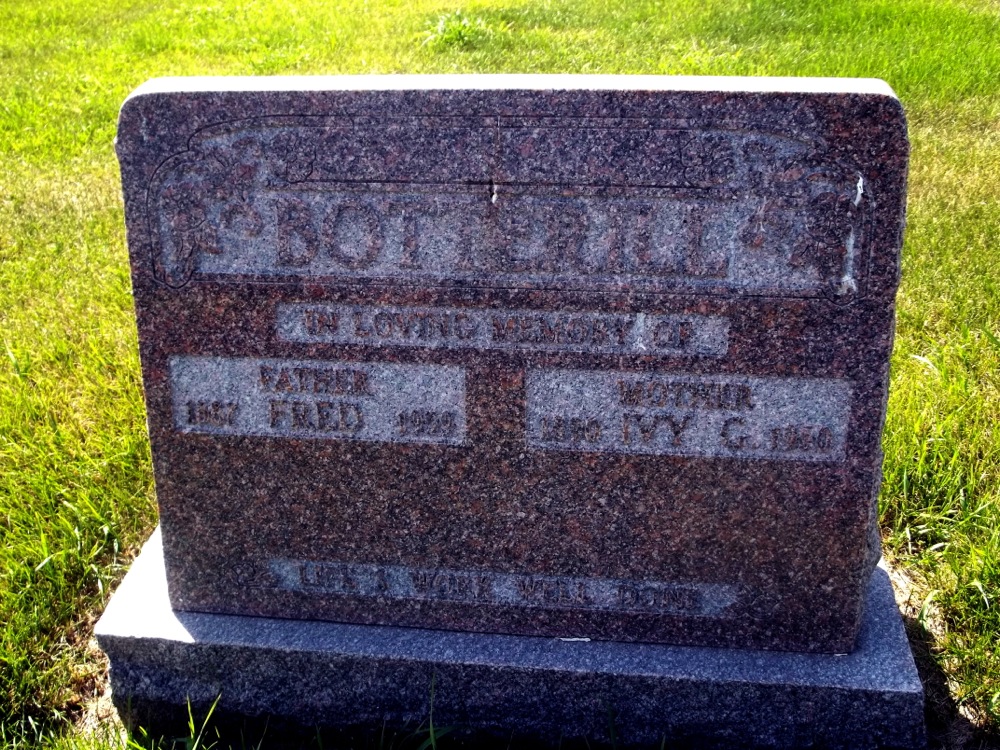 BOTTERILL
IN LOVING MEMORY OF
FATHER
FRED
MOTHER
IVY G.
LIFE'S WORK WELL DONE